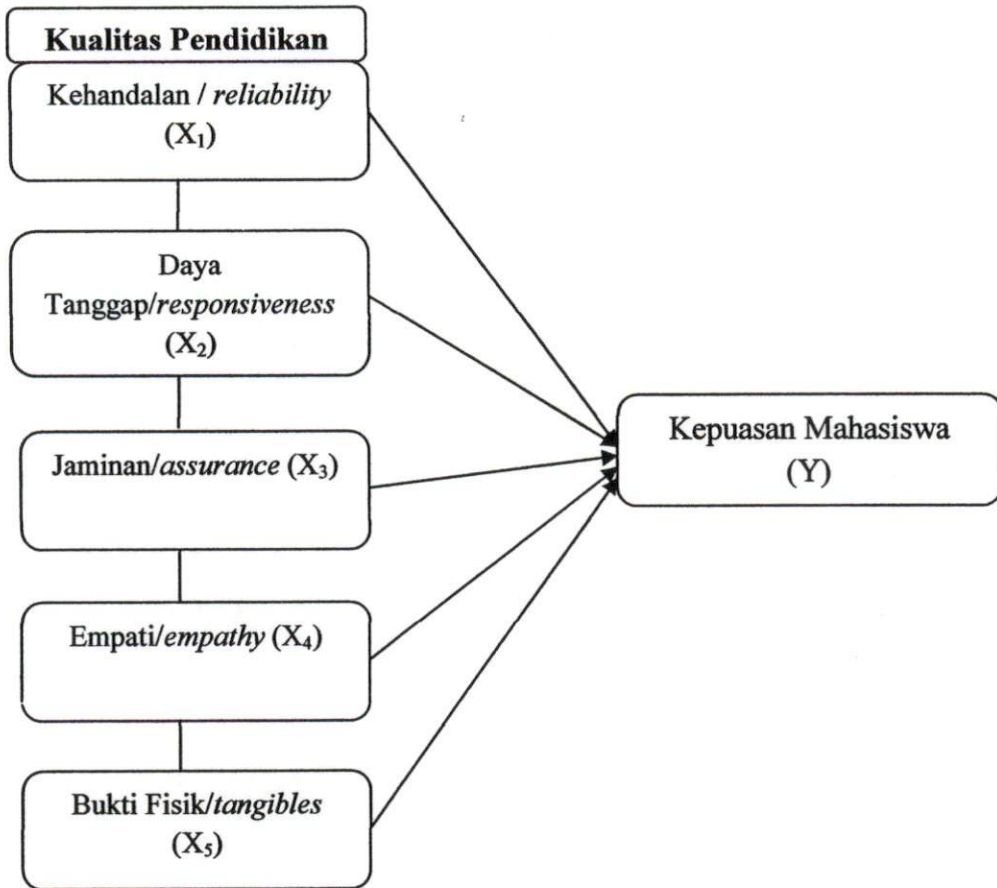 Kualitas Pendidikan
Kehandalan / reliability
(X₁)
Daya
Tanggap/responsiveness
(X₂)
Jaminan/assurance (X₃)
Empati/empathy (X₄)
Bukti Fisik/tangibles
(X₅)
Kepuasan Mahasiswa
(Y)